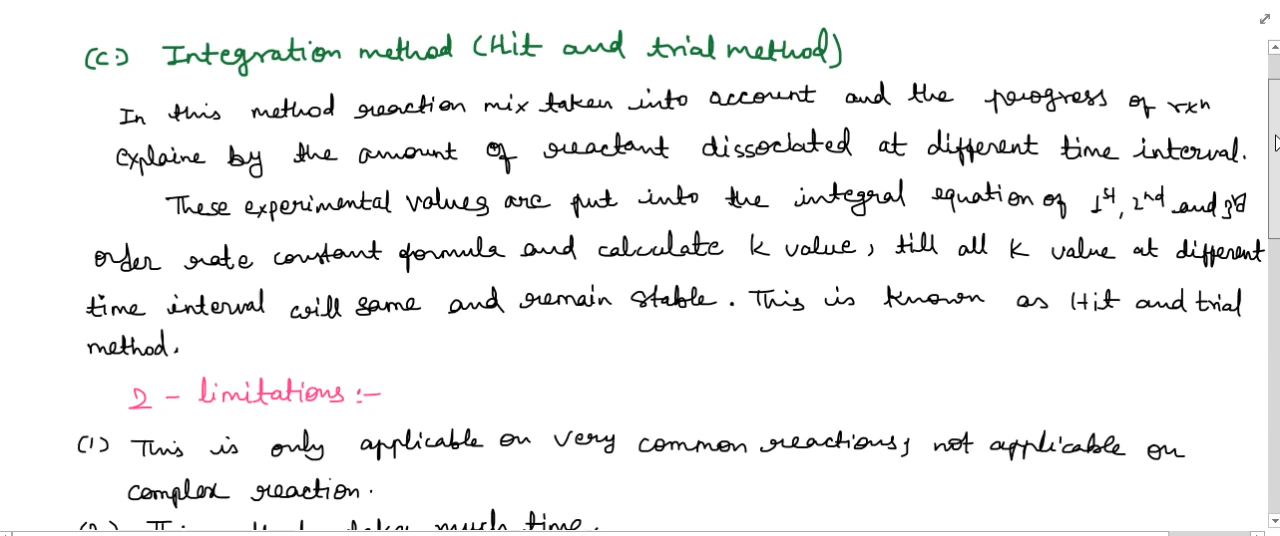 (C.) Integration method (Hit and trial method)
In this method reaction mix taken into account and the progress of rxn
explaine by the amount of reactant dissociated at different time interval.
These experimental values are put into the integral equation of 1st, 2nd and 3rd
order rate constant formula and calculate k value, till all K value at different
time interval will same and remain stable. This is known as Hit and trial
method.
2 - limitations :-
(1) This is only applicable on very common reactions; not applicable on
complex reaction.
much time.